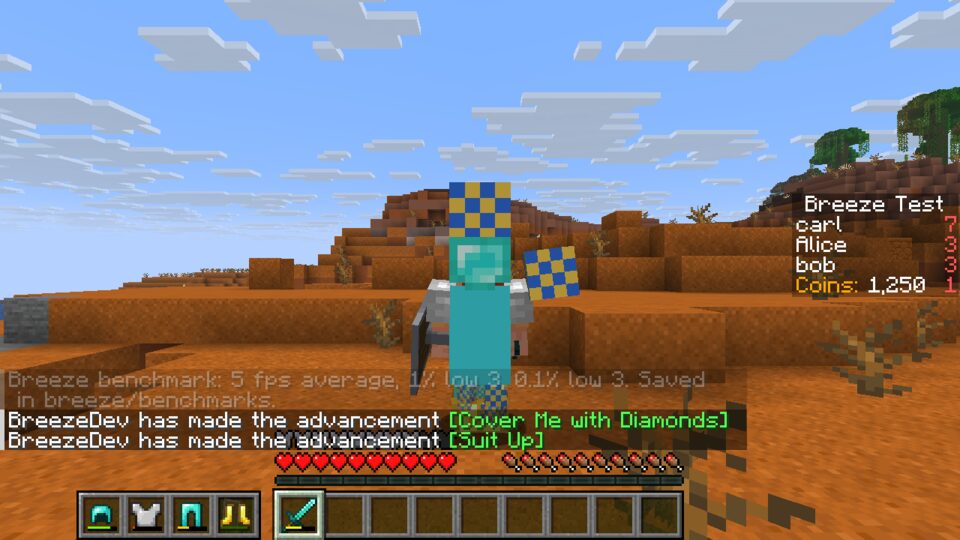 Breeze Test
carl 7
Alice 3
bob 3
Coins: 1,250 1
Breeze benchmark: 5 fps average, 1% low 3, 0.1% low 3. Saved
in breeze/benchmarks.
BreezeDev has made the advancement [Cover Me with Diamonds]
BreezeDev has made the advancement [Suit Up]